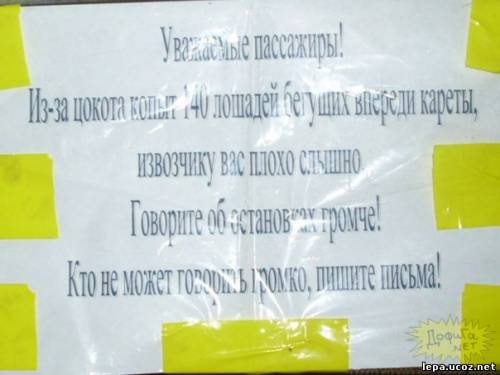 Уважаемые пассажиры!
Из-за цокота копыт 140 лошадей бегущих впереди кареты,
извозчику вас плохо слышно
Говорите об остановках громче!
Кто не может говорить громко, пишите письма!
ДофиГа
.NET
lepa.ucoz.net